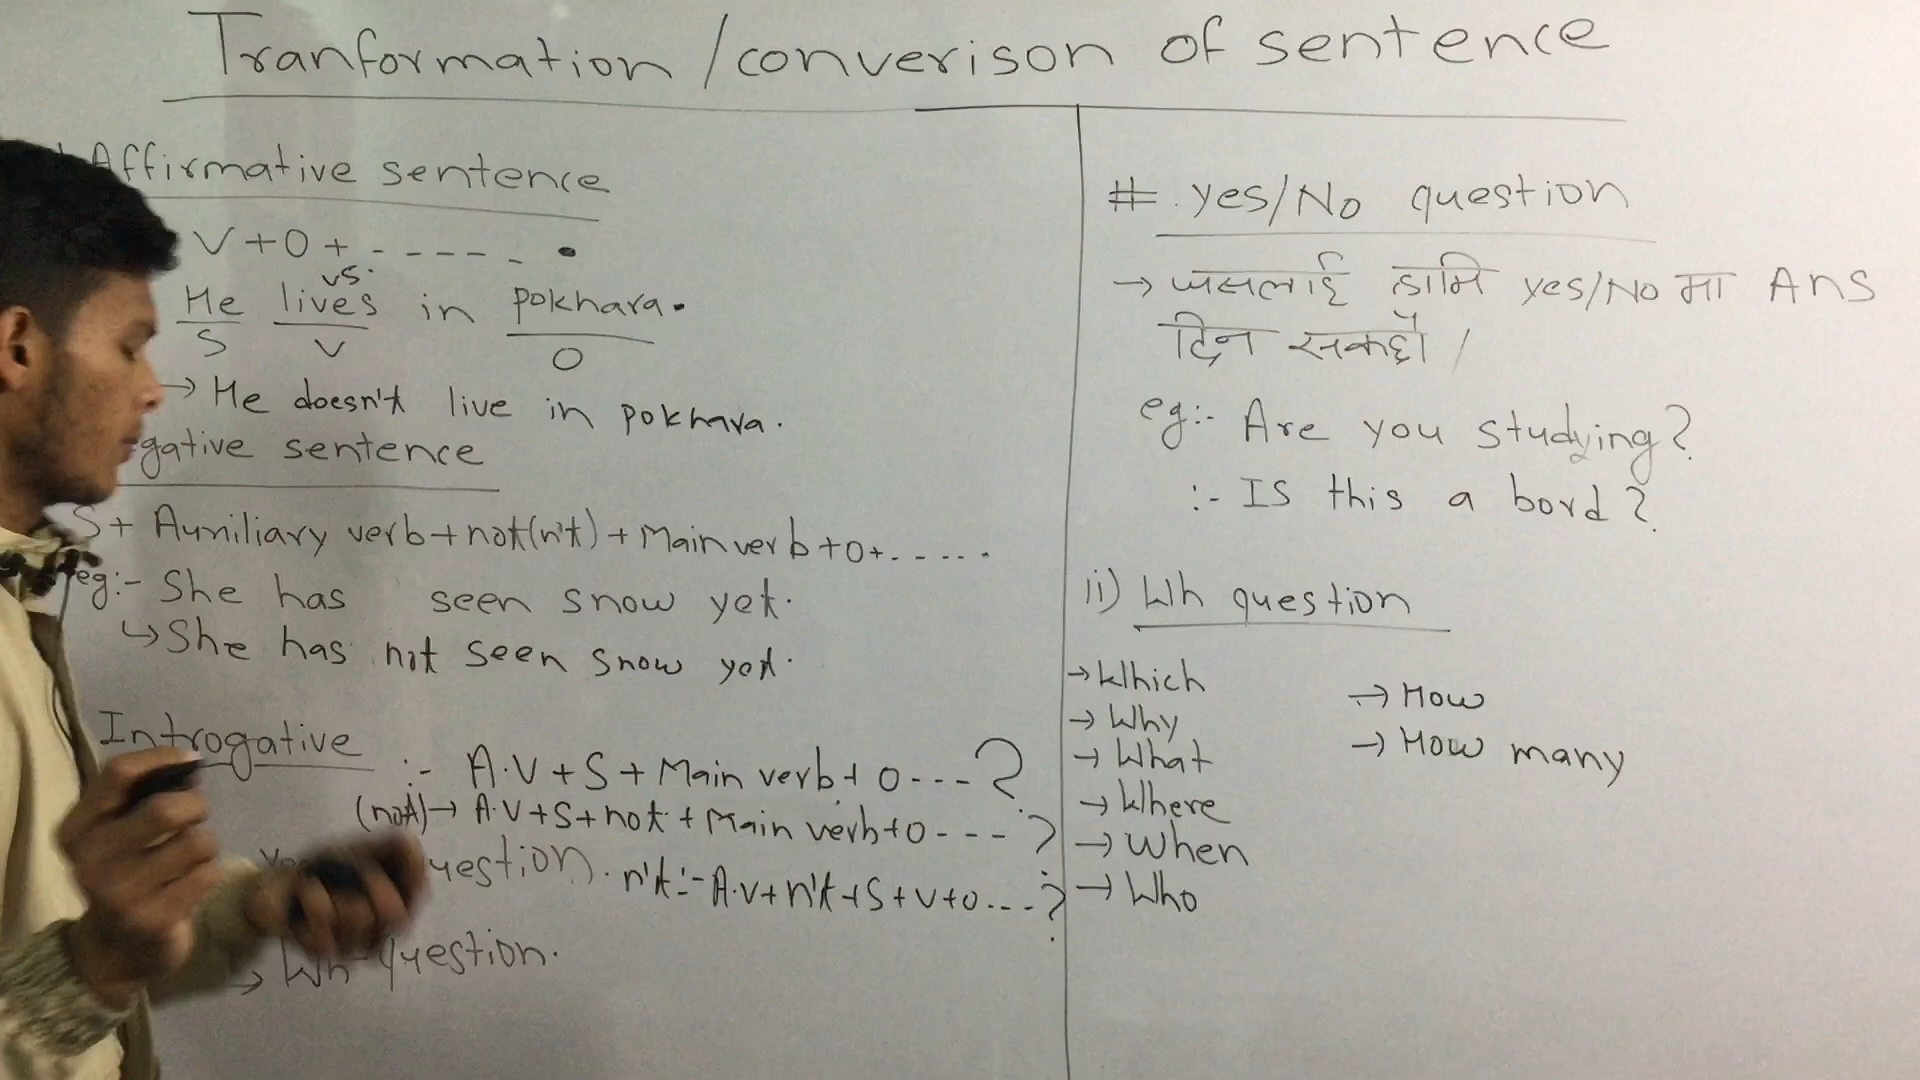 Tranformation / converison of sentence
Affirmative sentence
V + O + - - - - - .
v5.
He lives in pokhara.
S V O
→ He doesn't live in pokhara.
gative sentence
S + Auxiliary verb + not (n't) + Main verb + O + - - - - .
eg:- She has seen snow yet.
↳ She has not seen snow yet.
Introgative
:- A.V + S + Main verb + O - - - ?
(not) → A.V + S + not + Main verb + O - - - ?
uestion. n't :- A.V + n't + S + V + O - - - ?
→ Wh-question.
# yes/No question
→ जसलाई हामि yes/No मा Ans
दिन सक्छौ ।
eg:- Are you studying?
:- Is this a bord?
ii) Wh question
→ Which
→ Why
→ What
→ Where
→ When
→ Who
→ How
→ How many